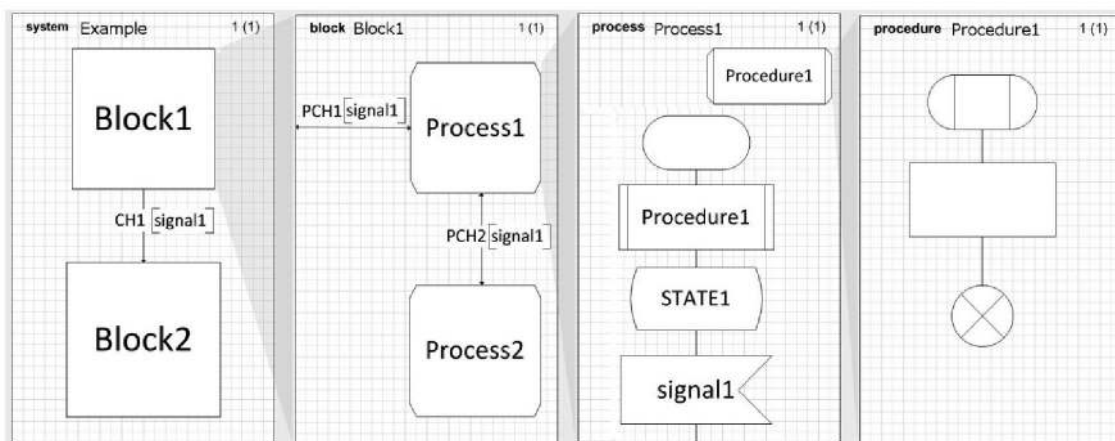 system Example 1 (1)
Block1
CH1 [signal1]
Block2
block Block1 1 (1)
PCH1 [signal1]
Process1
PCH2 [signal1]
Process2
process Process1 1 (1)
Procedure1
Procedure1
STATE1
signal1
procedure Procedure1 1 (1)